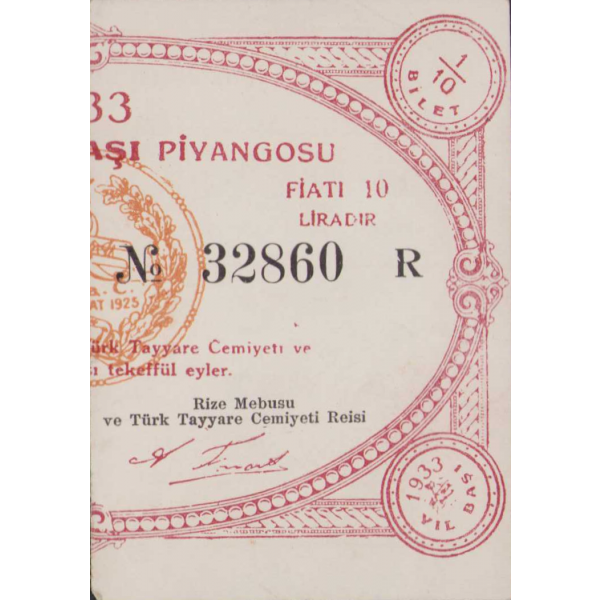 1/10
BİLET
33
AŞI PİYANGOSU
FİATI 10
LİRADIR
№ 32860 R
a. C.
AT 1925
ürk Tayyare Cemiyeti ve
ı tekeffül eyler.
Rize Mebusu
ve Türk Tayyare Cemiyeti Reisi
1933
YIL BAŞI